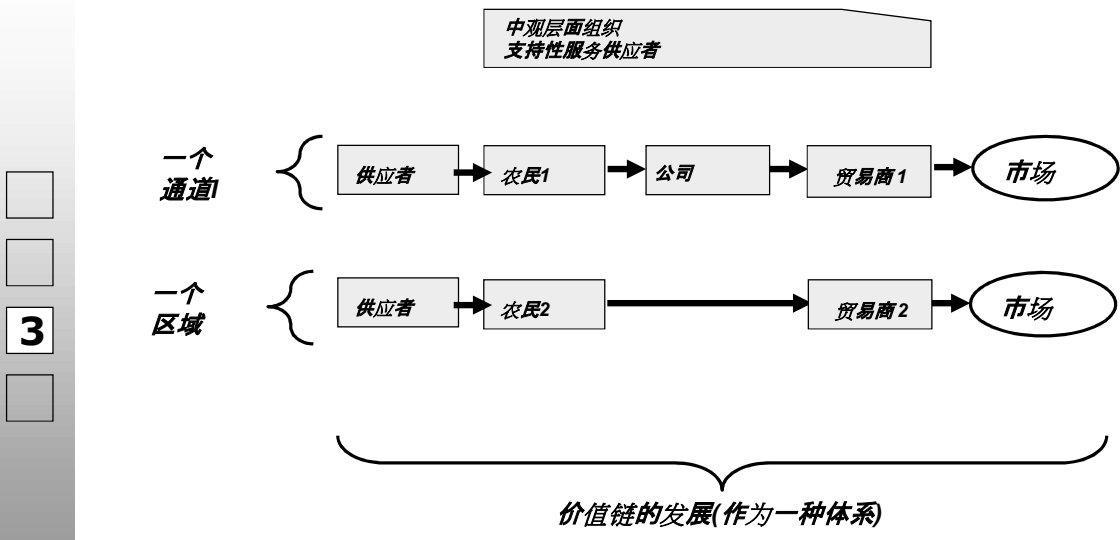 中观层面组织
支持性服务供应者
一个
通道l
供应者
农民1
公司
贸易商1
市场
一个
区域
供应者
农民2
贸易商2
市场
3
价值链的发展(作为一种体系)